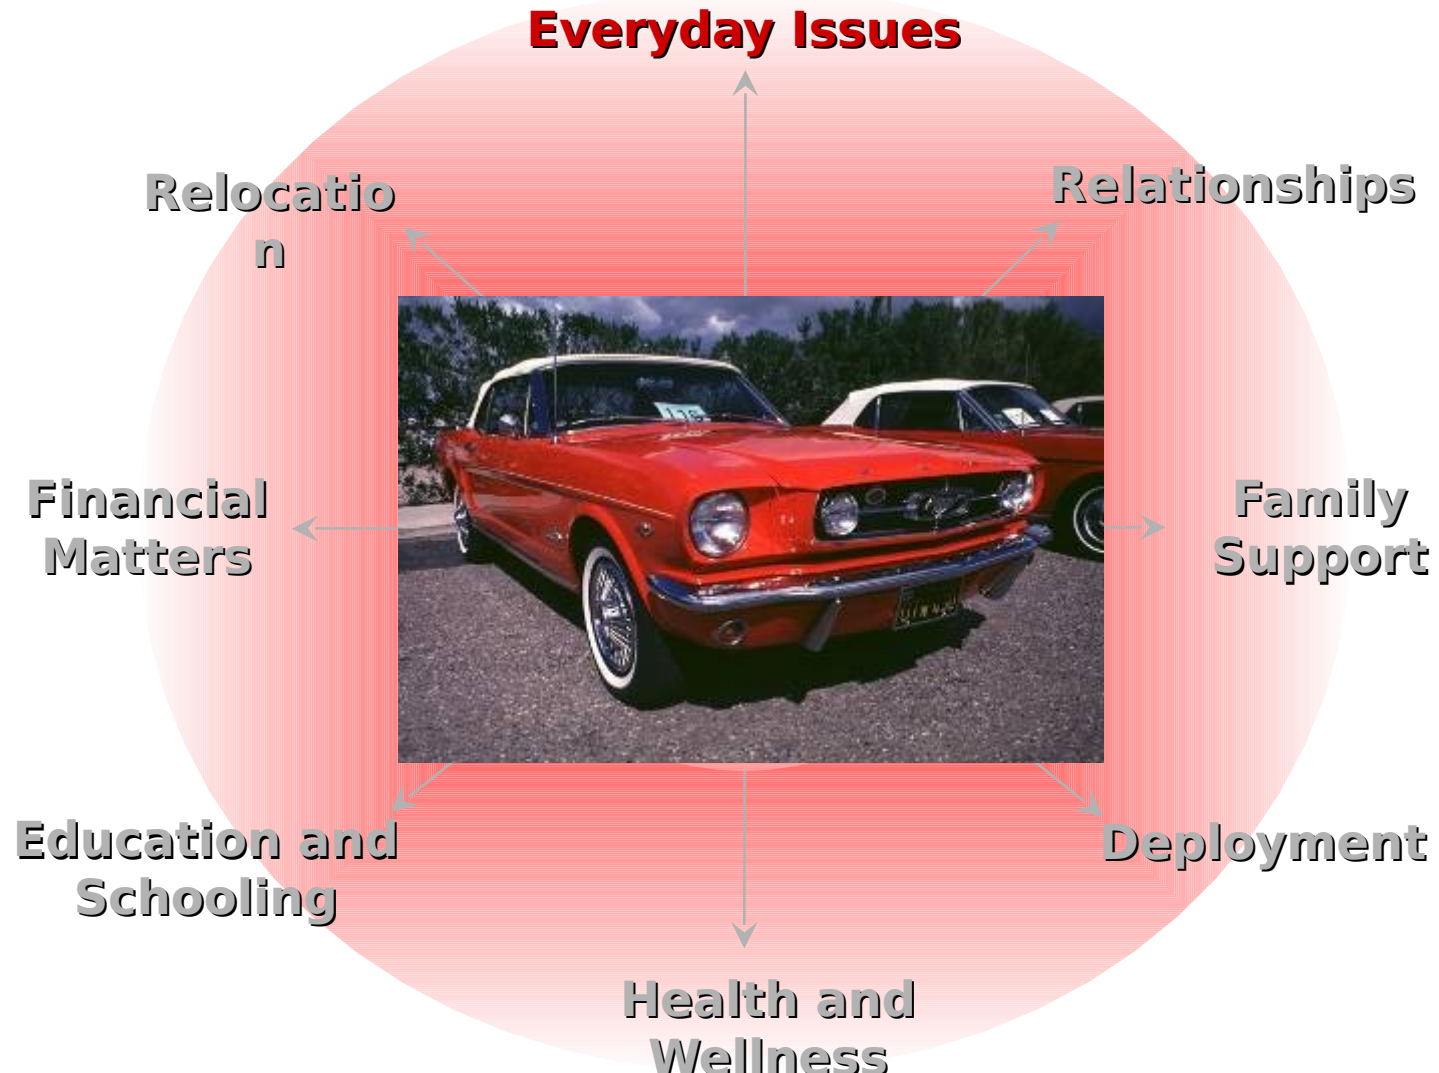 Everyday Issues
Relocatio
n
Relationships
Financial
Matters
Family
Support
Education and
Schooling
Deployment
Health and
Wellness